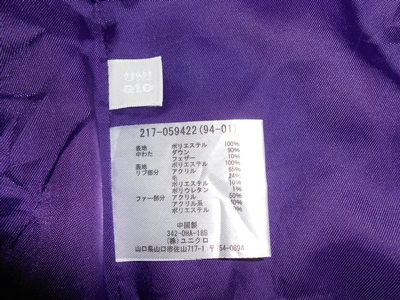 UNI
QLO
217-059422(94-01)
表地 ポリエステル 100%
中わた ダウン 90%
フェザー 10%
裏地 ポリエステル 100%
リブ部分 アクリル 65%
毛 24%
ポリエステル 10%
ポリウレタン 1%
ファー部分 アクリル 50%
アクリル系
ポリエステル 10%
中国製
342-OHA-18B
(株)ユニクロ
山口県山口市佐山717-1 〒54-0894